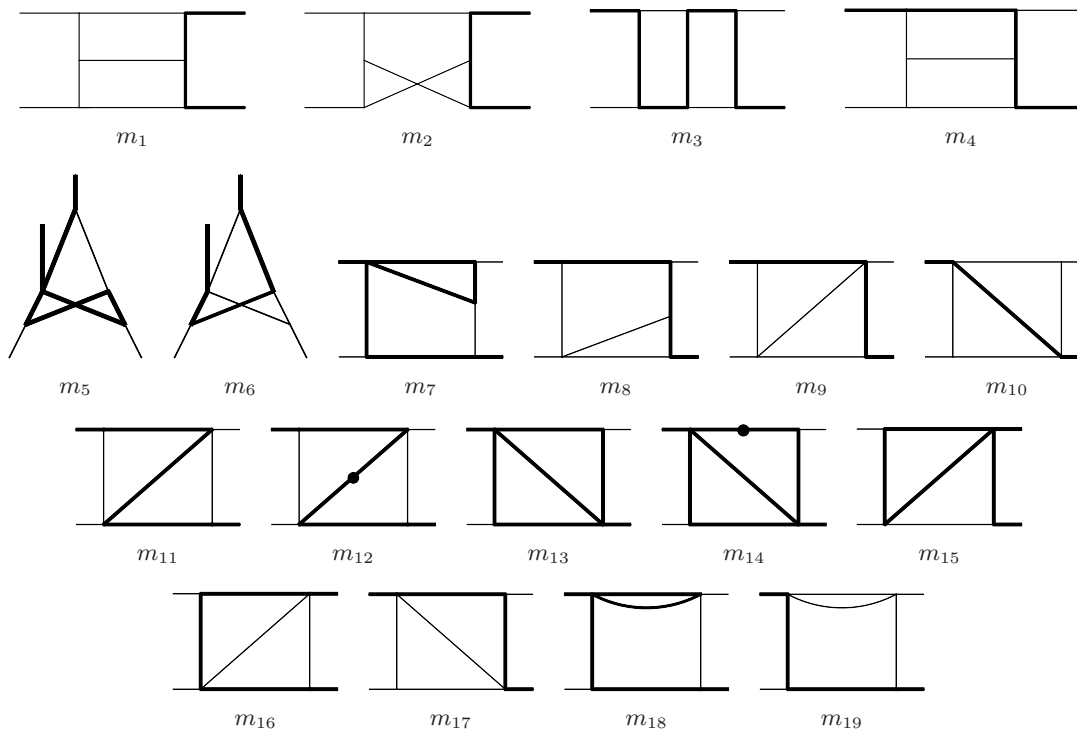 m₁ m₂ m₃ m₄
m₅ m₆ m₇ m₈ m₉ m₁₀
m₁₁ m₁₂ m₁₃ m₁₄ m₁₅
m₁₆ m₁₇ m₁₈ m₁₉